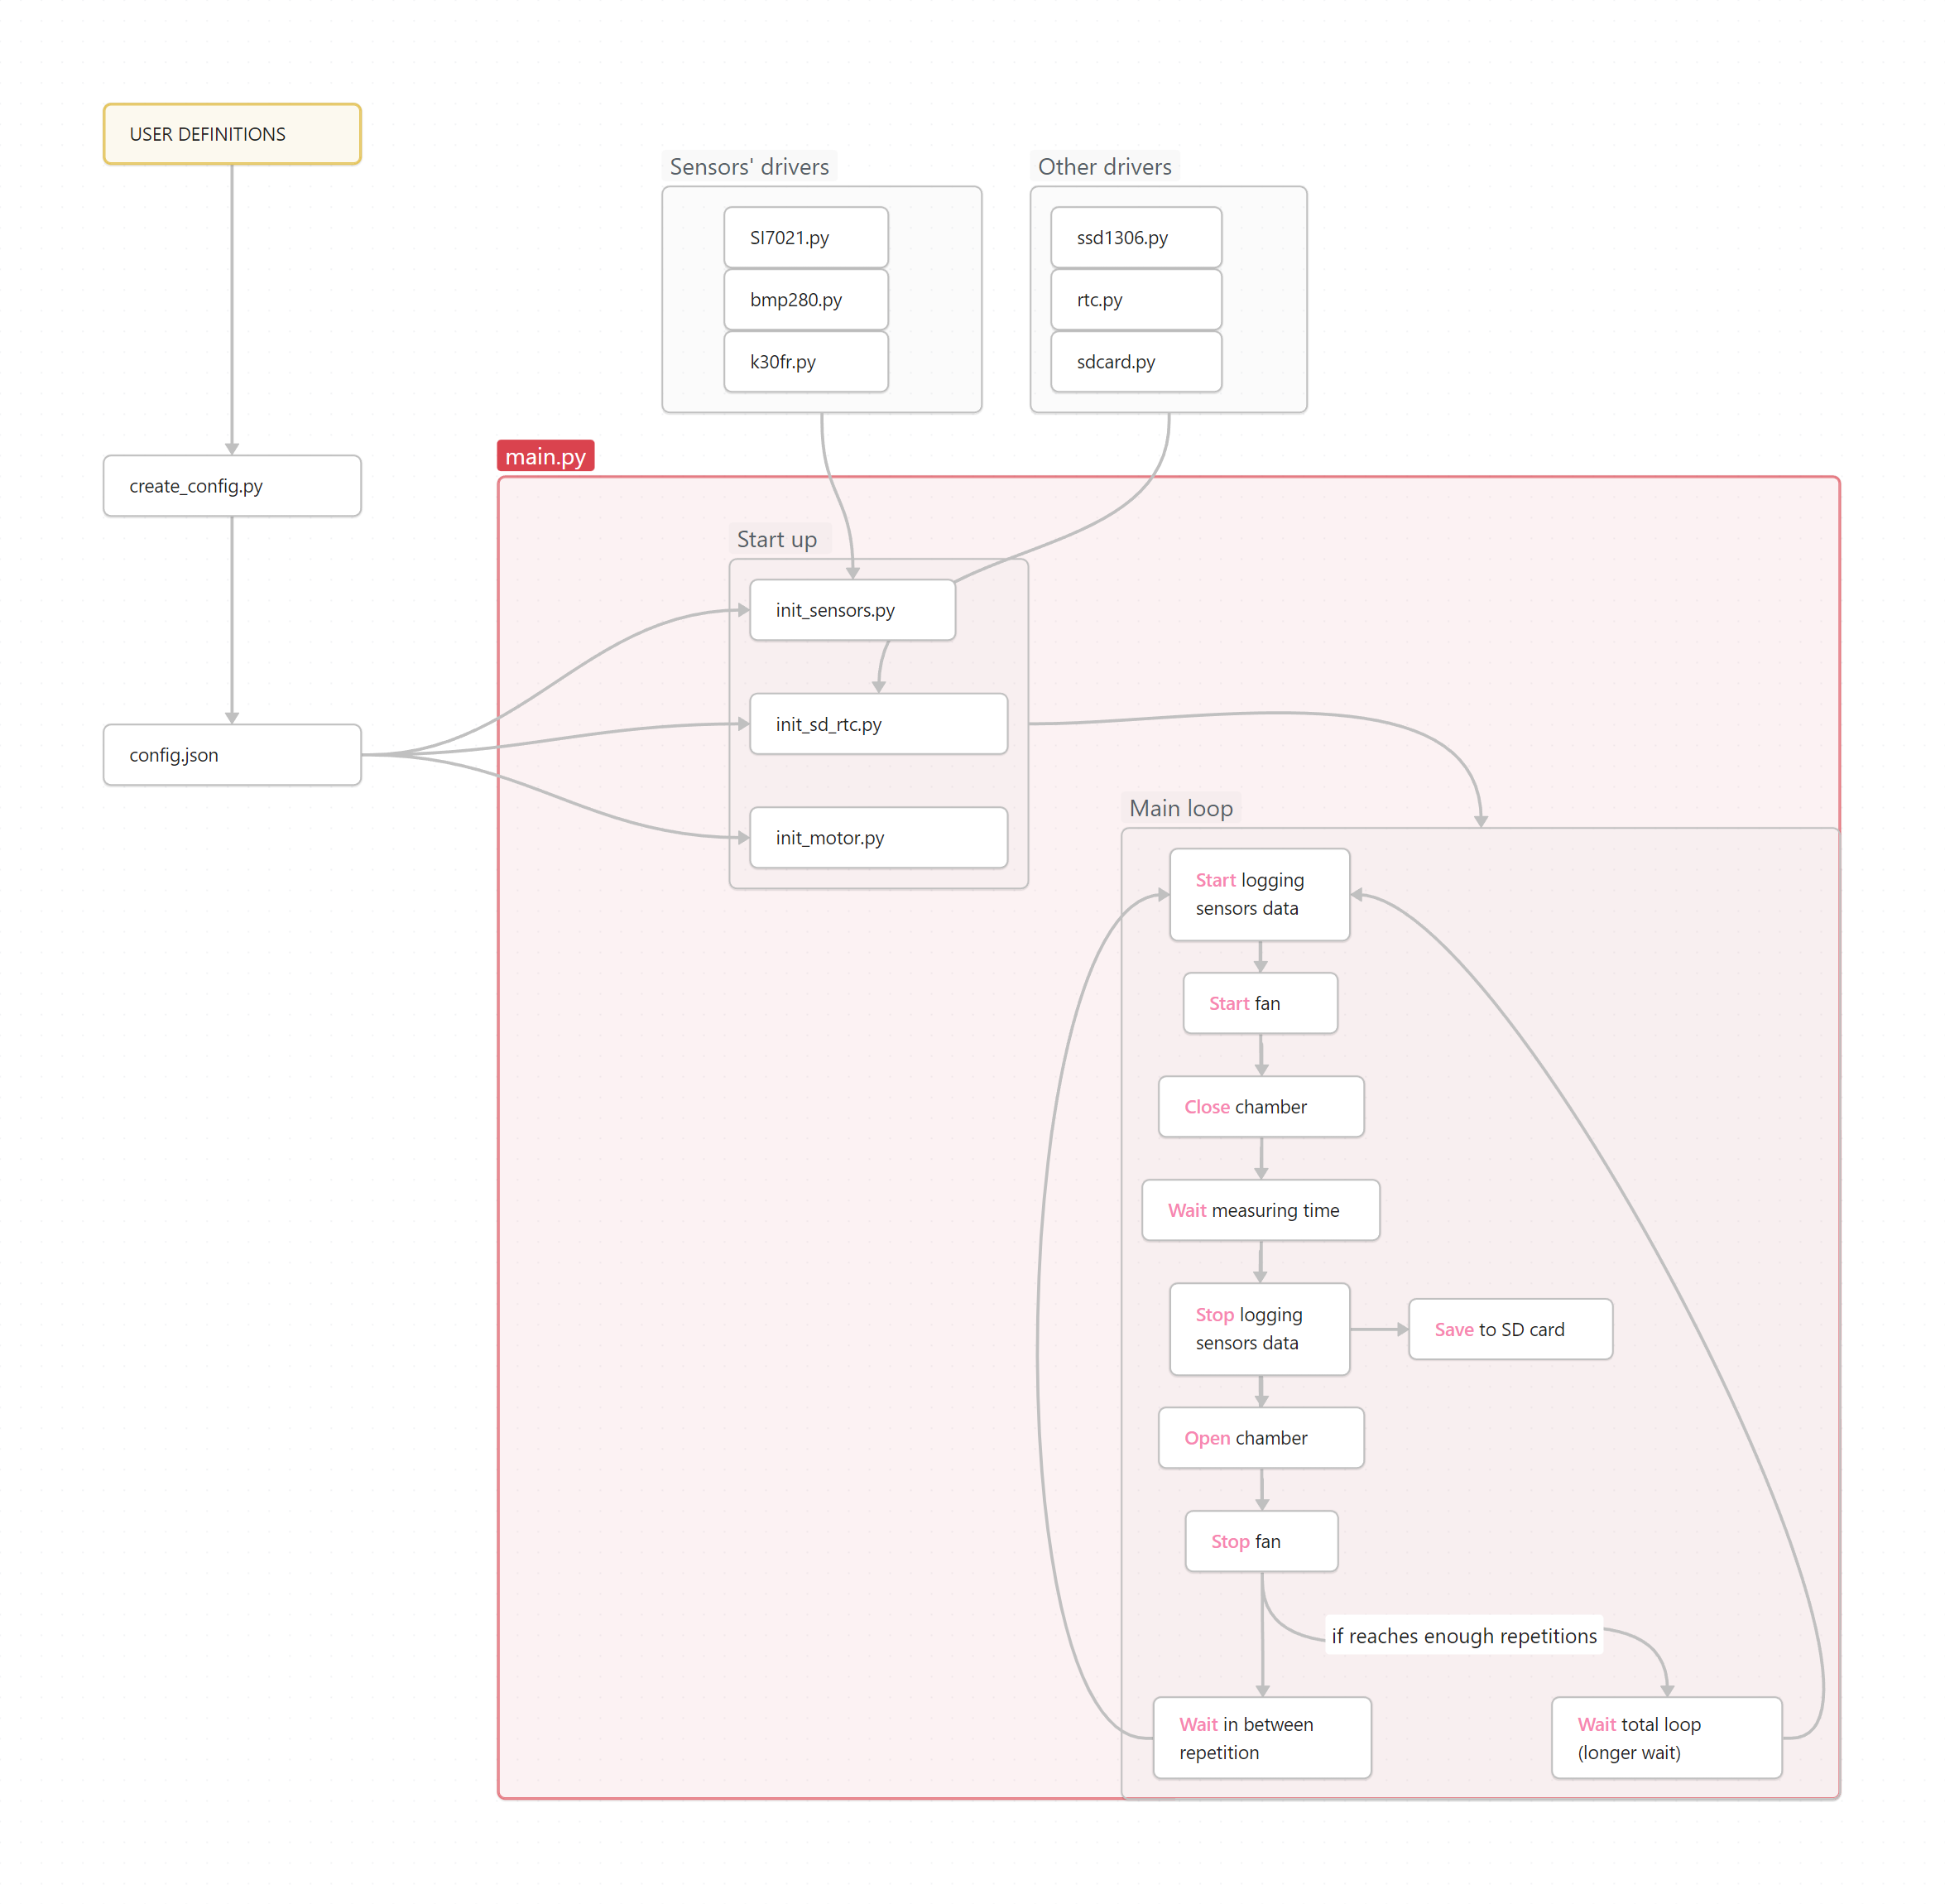 USER DEFINITIONS
Sensors' drivers
SI7021.py
bmp280.py
k30fr.py
Other drivers
ssd1306.py
rtc.py
sdcard.py
create_config.py
config.json
main.py
Start up
init_sensors.py
init_sd_rtc.py
init_motor.py
Main loop
Start logging
sensors data
Start fan
Close chamber
Wait measuring time
Stop logging
sensors data
Save to SD card
Open chamber
Stop fan
if reaches enough repetitions
Wait in between
repetition
Wait total loop
(longer wait)